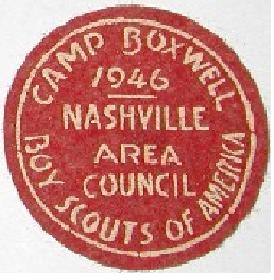 CAMP BOXWELL
1946
NASHVILLE
AREA
COUNCIL
BOY SCOUTS OF AMERICA